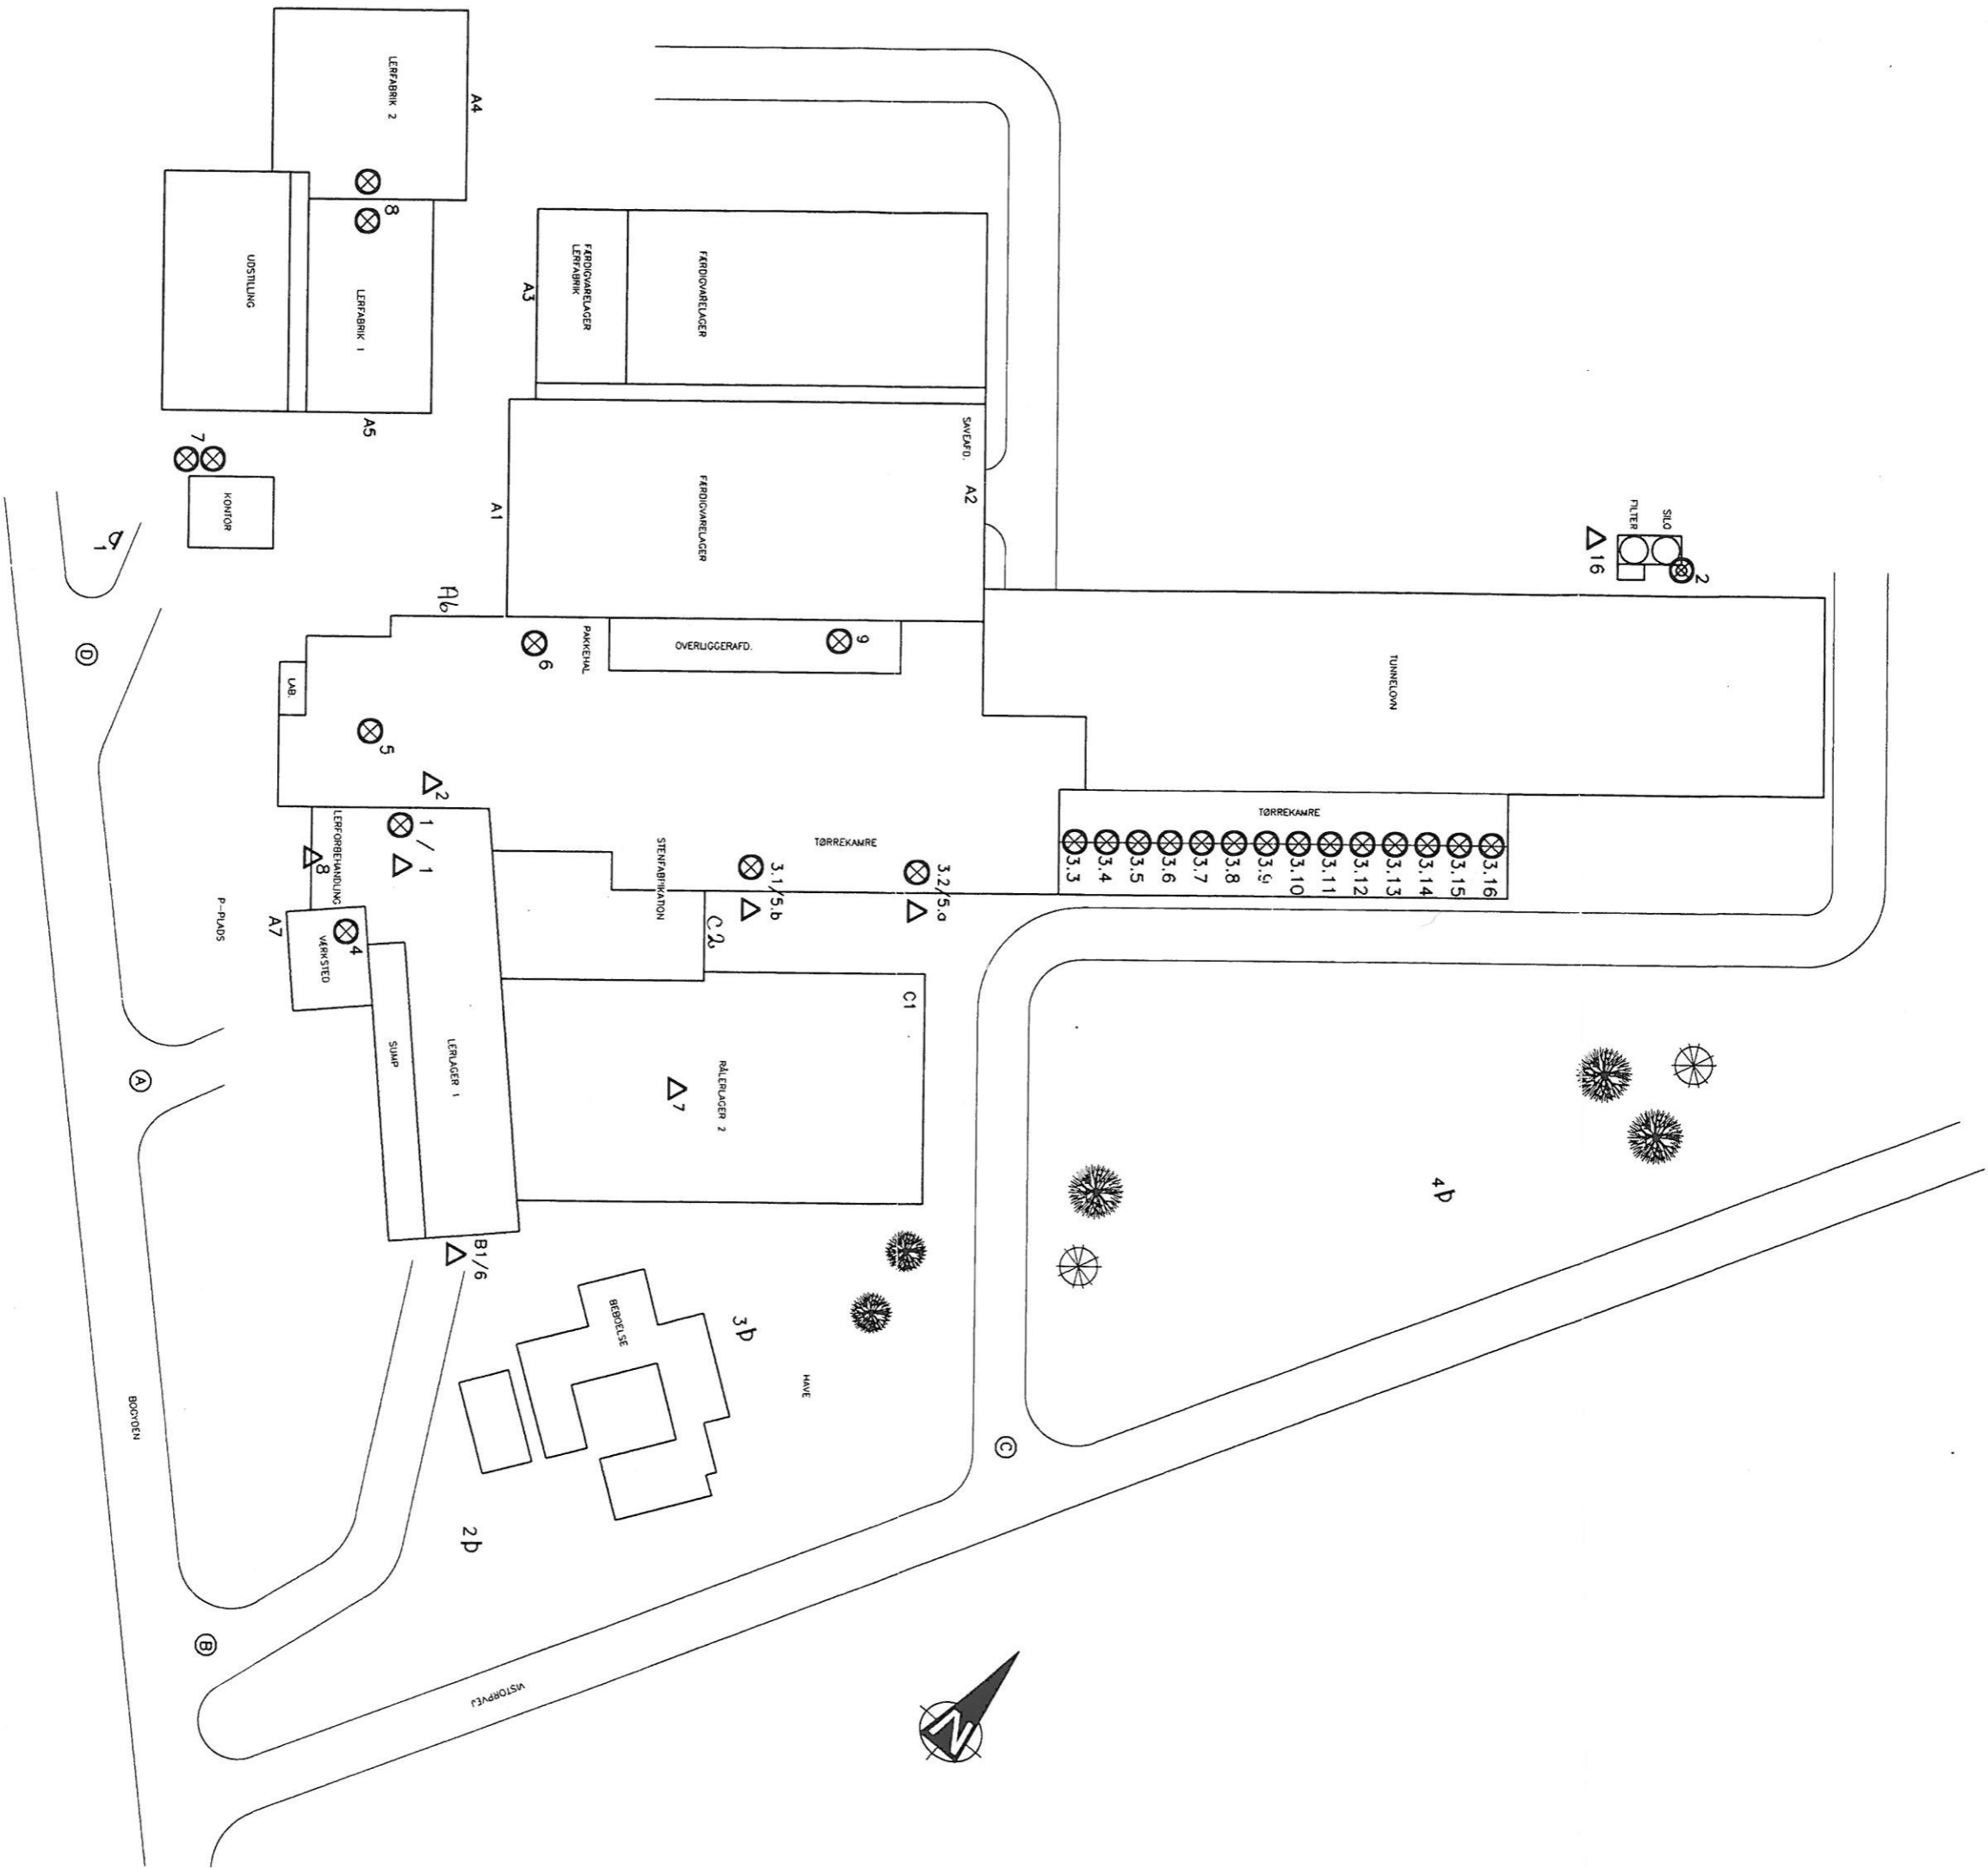 LERFABRIK 2
A4
8
LERFABRIK 1
UDSTILLING
A5
7
KONTOR
FÆRDIGVARELAGER
LERFABRIK
A3
FÆRDIGVARELAGER
SAVEAFD.
A2
FÆRDIGVARELAGER
A1
A6
1
D
SILO
FILTER
16
2
TUNNELOVN
PAKKEHAL
6
OVERLIGGERAFD.
9
LAB.
5
2
TØRREKAMRE
3.3
3.4
3.5
3.6
3.7
3.8
3.9
3.10
3.11
3.12
3.13
3.14
3.15
3.16
TØRREKAMRE
3.1/5.b
3.2/5.a
STENFABRIKATION
C2
1 / 1
LERFORBEHANDLING
8
4
VÆRKSTED
A7
P-PLADS
SUMP
LERLAGER 1
C1
RÅLERLAGER 2
7
A
B1/6
BEBOELSE
3
HAVE
4
2
C
BOGYDEN
B
VISTORPVEJ
N